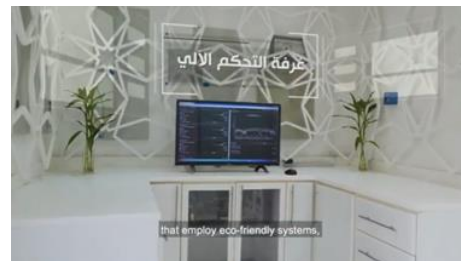 غرفة التحكم الآلي
that employ eco-friendly systems,